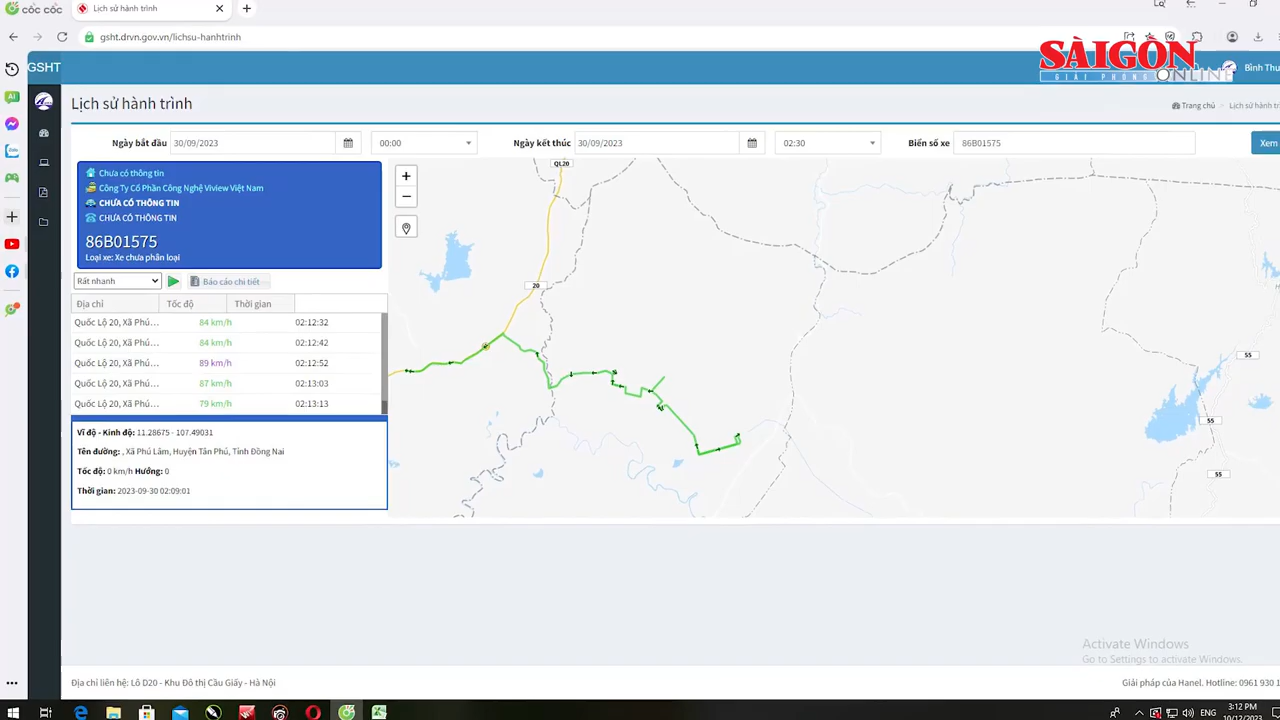 CỐC CỐC
Lịch sử hành trình
gsht.drvn.gov.vn/lichsu-hanhtrinh
SÀIGÒN
GIẢI PHÓNG ONLINE
GSHT
Bình Thu
Lịch sử hành trình
Trang chủ
Lịch sử hành tr
Ngày bắt đầu
30/09/2023
00:00
Ngày kết thúc
30/09/2023
02:30
Biển số xe
86B01575
Xem
Chưa có thông tin
Công Ty Cổ Phần Công Nghệ Viview Việt Nam
CHƯA CÓ THÔNG TIN
CHƯA CÓ THÔNG TIN
86B01575
Loại xe: Xe chưa phân loại
Rất nhanh
Báo cáo chi tiết
Địa chỉ Tốc độ Thời gian
Quốc Lộ 20, Xã Phú... 84 km/h 02:12:32
Quốc Lộ 20, Xã Phú... 84 km/h 02:12:42
Quốc Lộ 20, Xã Phú... 89 km/h 02:12:52
Quốc Lộ 20, Xã Phú... 87 km/h 02:13:03
Quốc Lộ 20, Xã Phú... 79 km/h 02:13:13
Vĩ độ - Kinh độ: 11.28675 - 107.49031
Tên đường: , Xã Phú Lâm, Huyện Tân Phú, Tỉnh Đồng Nai
Tốc độ: 0 km/h Hướng: 0
Thời gian: 2023-09-30 02:09:01
+
−
QL20
20
55
55
55
Activate Windows
Go to Settings to activate Windows.
Địa chỉ liên hệ: Lô D20 - Khu Đô thị Cầu Giấy - Hà Nội
Giải pháp của Hanel. Hotline: 0961 930 1
ENG
3:12 PM
10/12/2023